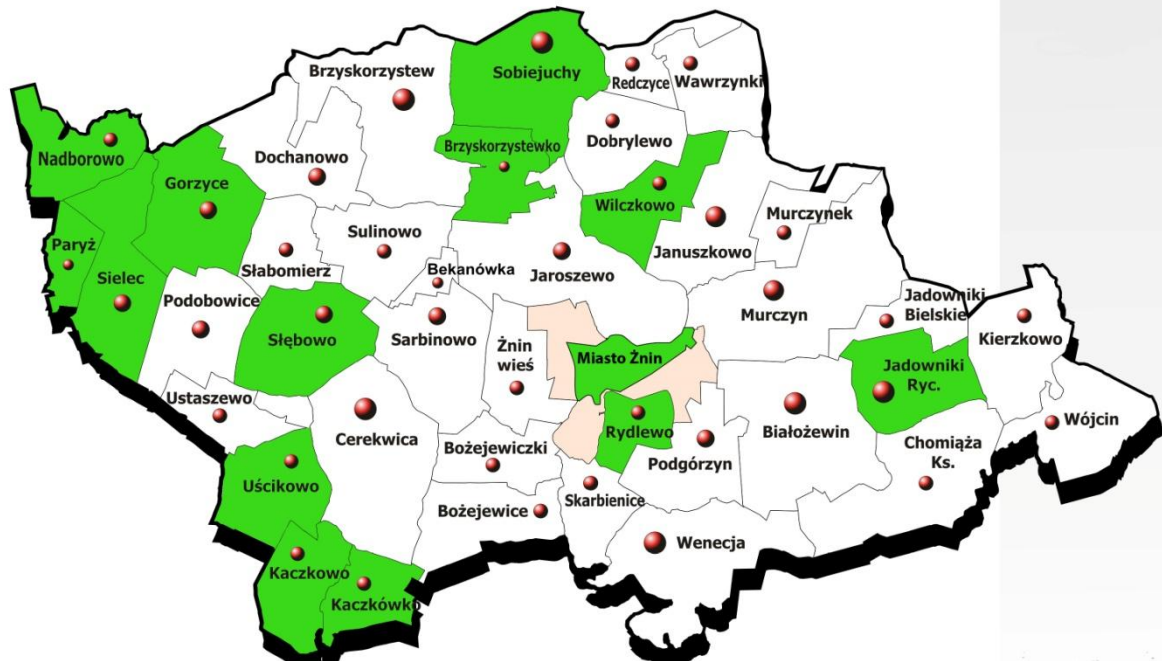 Sobiejuchy
Brzyskorzystew
Redczyce
Wawrzynki
Dobrylewo
Brzyskorzystewko
Nadborowo
Dochanowo
Gorzyce
Wilczkowo
Murczynek
Sulinowo
Januszkowo
Paryż
Słabomierz
Bekanówka
Jaroszewo
Sielec
Podobowice
Jadowniki
Bielskie
Murczyn
Kierzkowo
Słębowo
Sarbinowo
Żnin
wieś
Miasto Żnin
Jadowniki
Ryc.
Ustaszewo
Wójcin
Cerekwica
Bożejewiczki
Rydlewo
Białożewin
Chomiąża
Ks.
Podgórzyn
Uścikowo
Skarbienice
Bożejewice
Wenecja
Kaczkowo
Kaczkówko